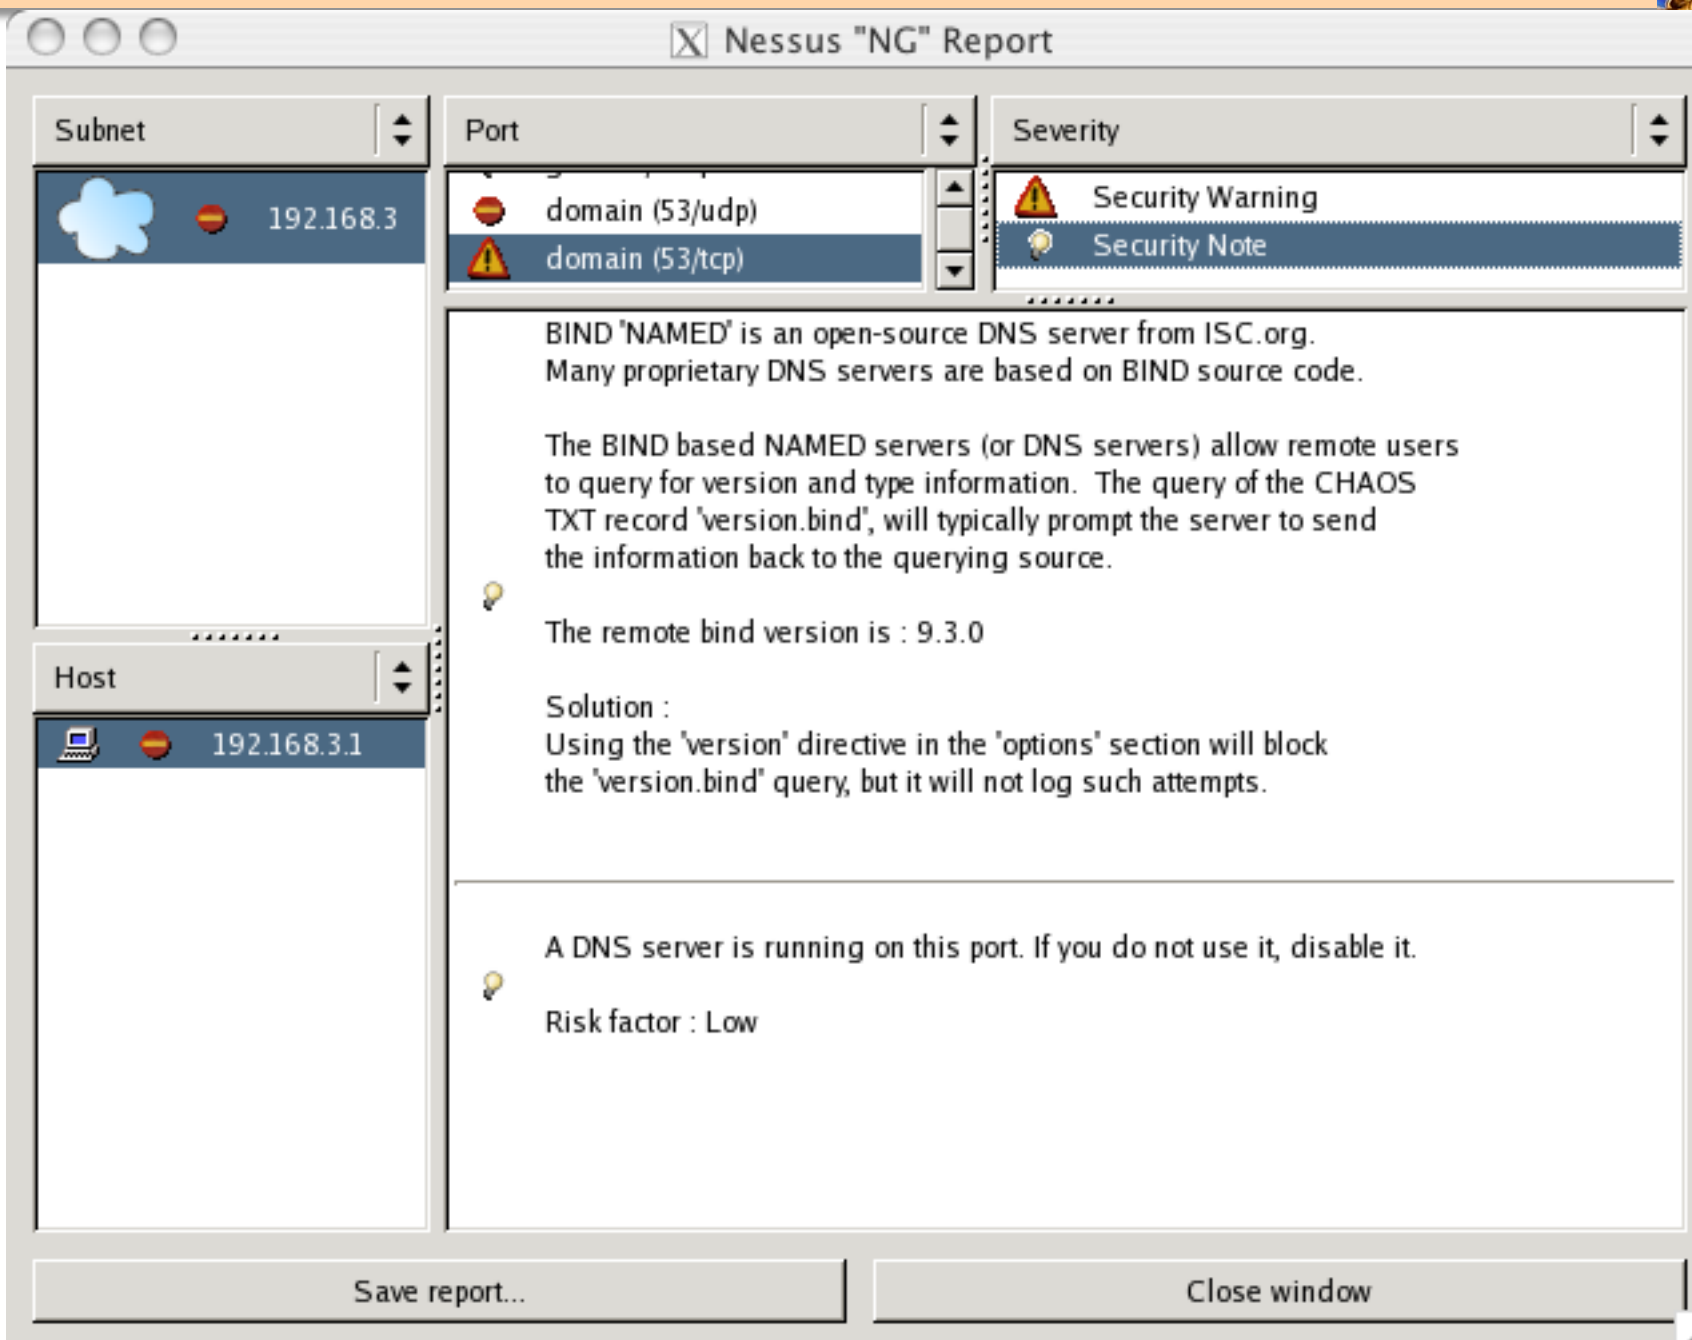 Nessus "NG" Report
Subnet
192.168.3
Host
192.168.3.1
Port
domain (53/udp)
domain (53/tcp)
Severity
Security Warning
Security Note
BIND 'NAMED' is an open-source DNS server from ISC.org.
Many proprietary DNS servers are based on BIND source code.
The BIND based NAMED servers (or DNS servers) allow remote users
to query for version and type information.  The query of the CHAOS
TXT record 'version.bind', will typically prompt the server to send
the information back to the querying source.
The remote bind version is : 9.3.0
Solution :
Using the 'version' directive in the 'options' section will block
the 'version.bind' query, but it will not log such attempts.
A DNS server is running on this port. If you do not use it, disable it.
Risk factor : Low
Save report...
Close window